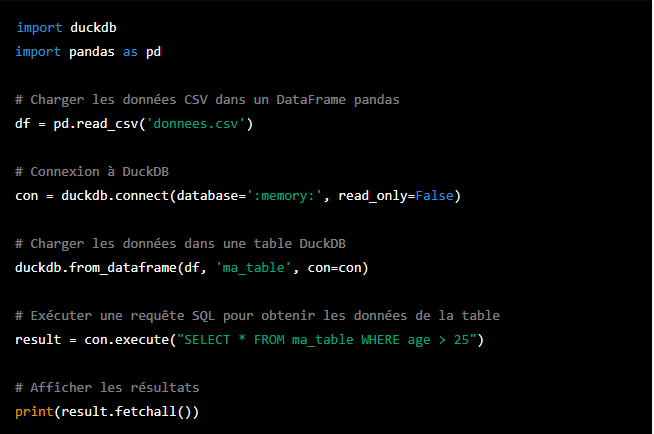 import duckdb
import pandas as pd
# Charger les données CSV dans un DataFrame pandas
df = pd.read_csv('donnees.csv')
# Connexion à DuckDB
con = duckdb.connect(database=':memory:', read_only=False)
# Charger les données dans une table DuckDB
duckdb.from_dataframe(df, 'ma_table', con=con)
# Exécuter une requête SQL pour obtenir les données de la table
result = con.execute("SELECT * FROM ma_table WHERE age > 25")
# Afficher les résultats
print(result.fetchall())